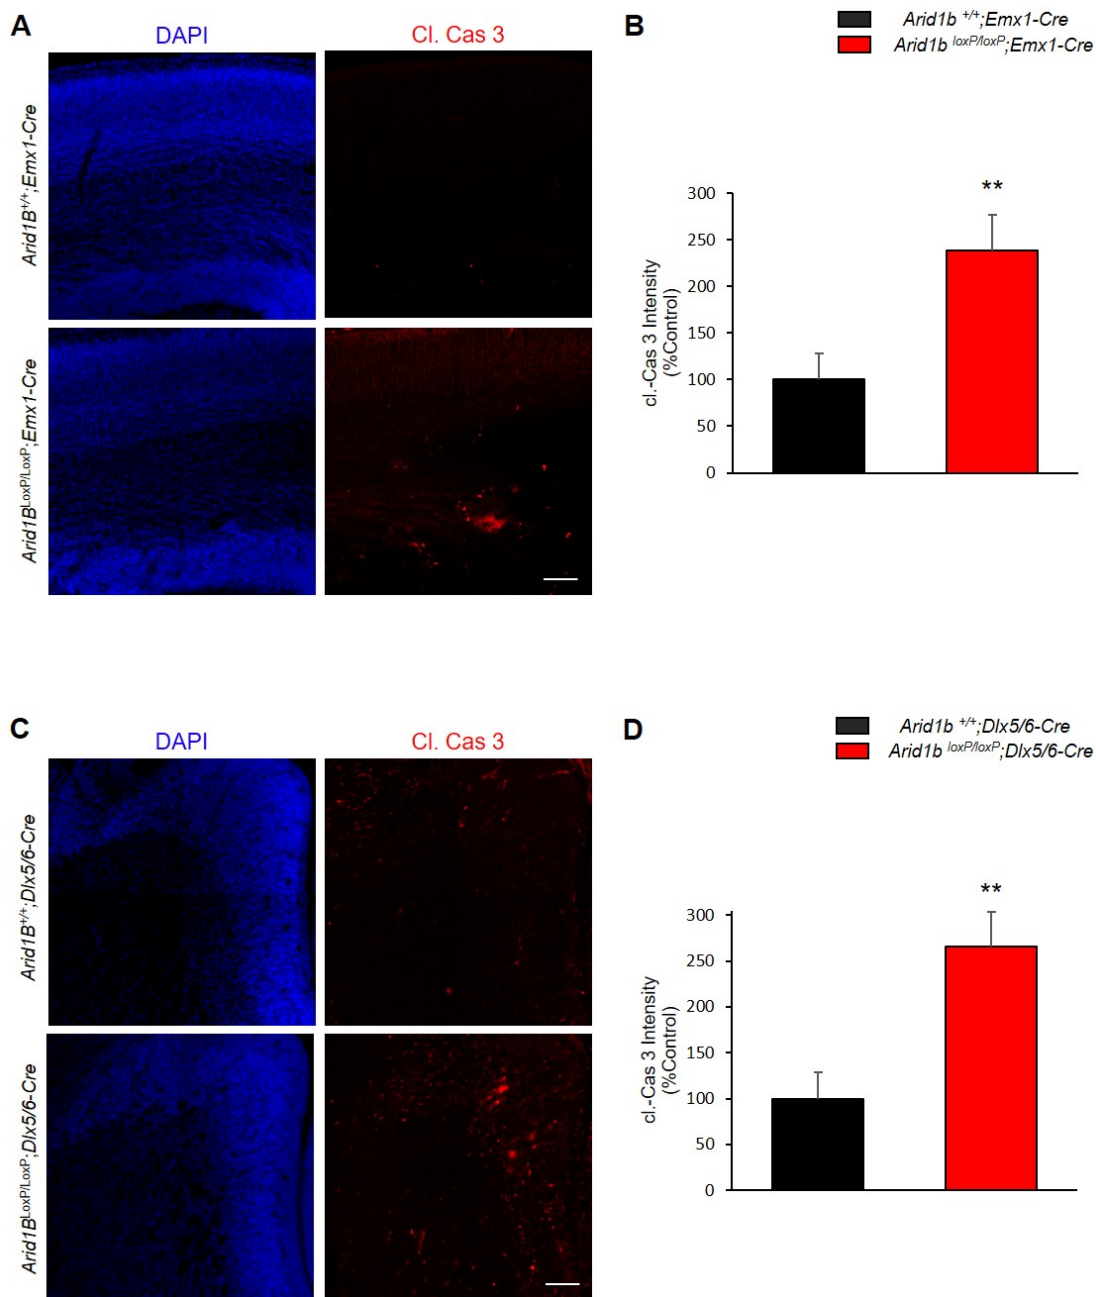 A
DAPI
Cl. Cas 3
Arid1B+/+;Emx1-Cre
Arid1BLoxP/LoxP;Emx1-Cre
B
Arid1b +/+;Emx1-Cre
Arid1b loxP/loxP;Emx1-Cre
cl.-Cas 3 Intensity
(%Control)
300
250
200
150
100
50
0
**
C
DAPI
Cl. Cas 3
Arid1B+/+;Dlx5/6-Cre
Arid1BLoxP/LoxP;Dlx5/6-Cre
D
Arid1b +/+;Dlx5/6-Cre
Arid1b loxP/loxP;Dlx5/6-Cre
cl.-Cas 3 Intensity
(%Control)
300
250
200
150
100
50
0
**